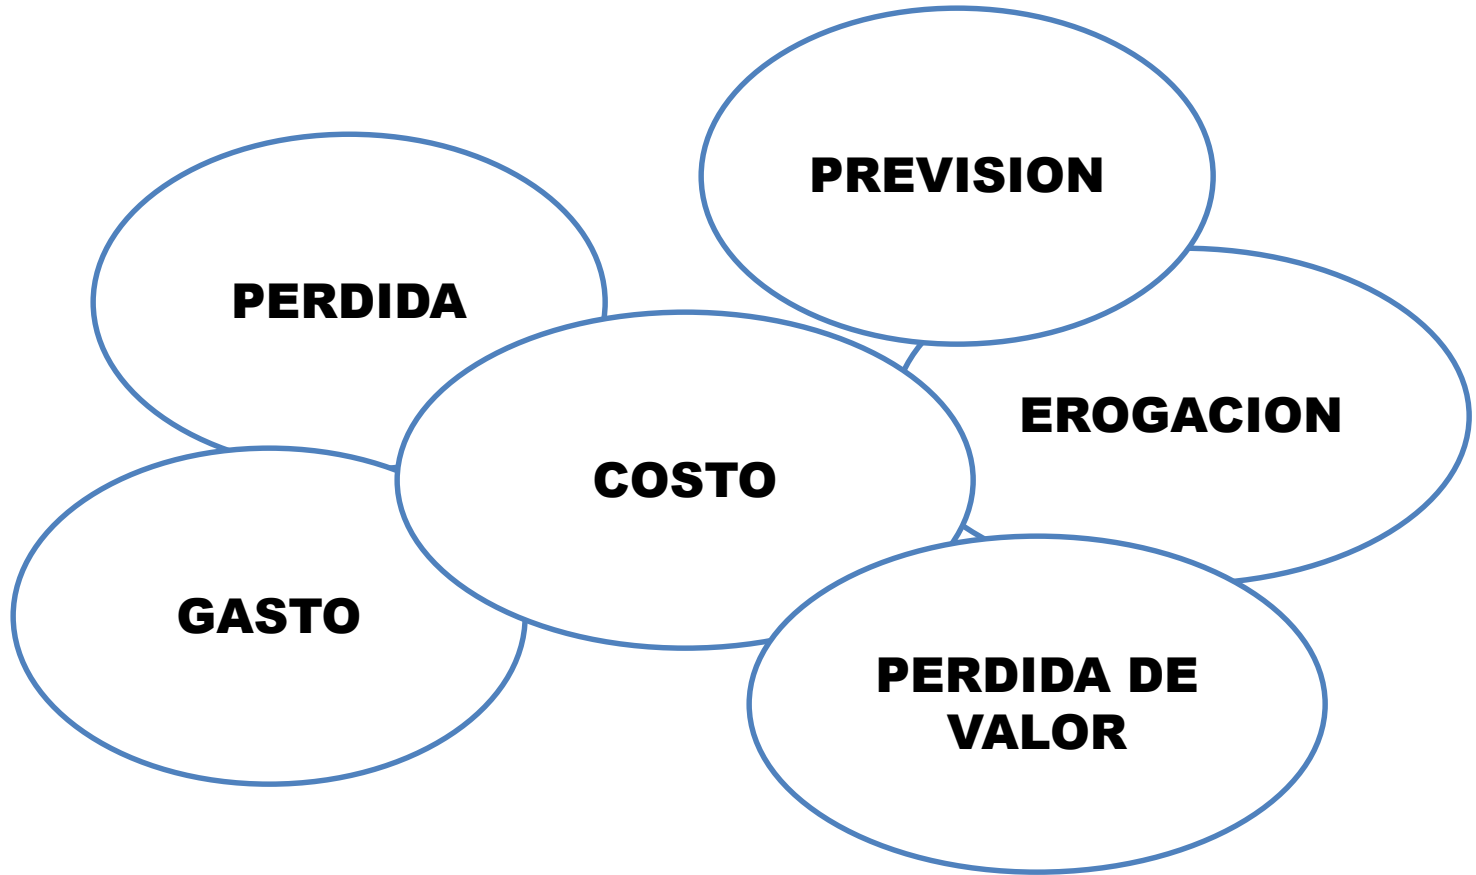 PREVISION
PERDIDA
EROGACION
COSTO
GASTO
PERDIDA DE
VALOR